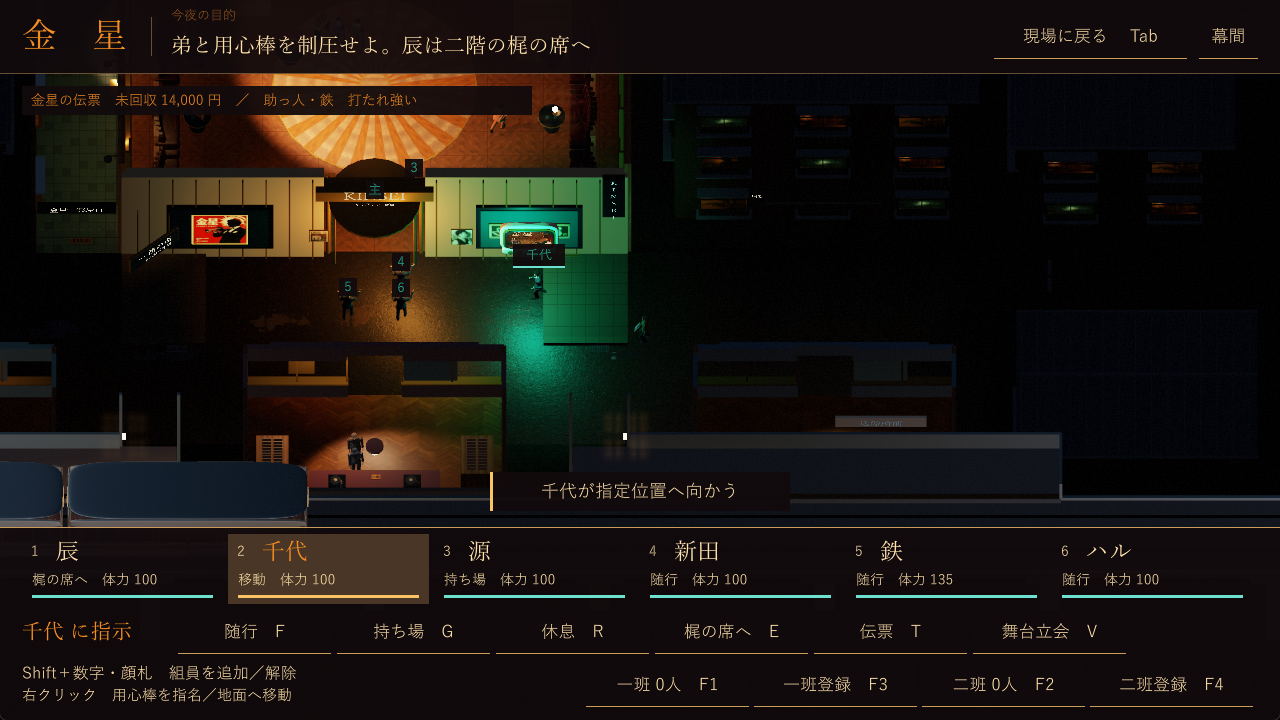 金 星
今夜の目的
弟と用心棒を制圧せよ。辰は二階の梶の席へ
現場に戻る Tab
幕間
金星の伝票 未回収 14,000 円 ／ 助っ人・鉄 打たれ強い
3
主
金星
千代
4
5
6
千代が指定位置へ向かう
1 辰
梶の席へ 体力 100
2 千代
移動 体力 100
3 源
持ち場 体力 100
4 新田
随行 体力 100
5 鉄
随行 体力 135
6 ハル
随行 体力 100
千代 に指示
随行 F
持ち場 G
休息 R
梶の席へ E
伝票 T
舞台立会 V
Shift＋数字・顔札 組員を追加／解除
右クリック 用心棒を指名／地面へ移動
一班 0人 F1
一班登録 F3
二班 0人 F2
二班登録 F4